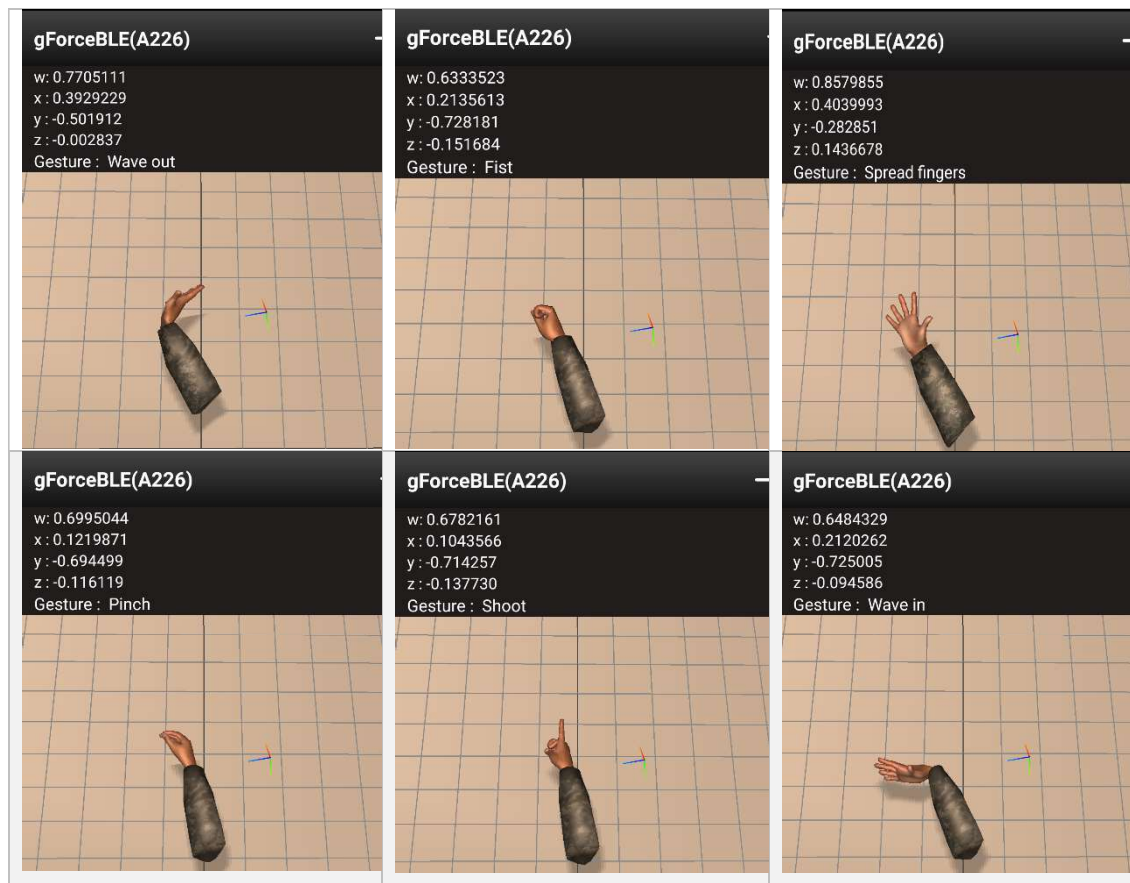 gForceBLE(A226)
w: 0.7705111
x : 0.3929229
y : -0.501912
z : -0.002837
Gesture : Wave out
gForceBLE(A226)
w: 0.6333523
x : 0.2135613
y : -0.728181
z : -0.151684
Gesture : Fist
gForceBLE(A226)
w: 0.8579855
x : 0.4039993
y : -0.282851
z : 0.1436678
Gesture : Spread fingers
gForceBLE(A226)
w: 0.6995044
x : 0.1219871
y : -0.694499
z : -0.116119
Gesture : Pinch
gForceBLE(A226)
w: 0.6782161
x : 0.1043566
y : -0.714257
z : -0.137730
Gesture : Shoot
gForceBLE(A226)
w: 0.6484329
x : 0.2120262
y : -0.725005
z : -0.094586
Gesture : Wave in